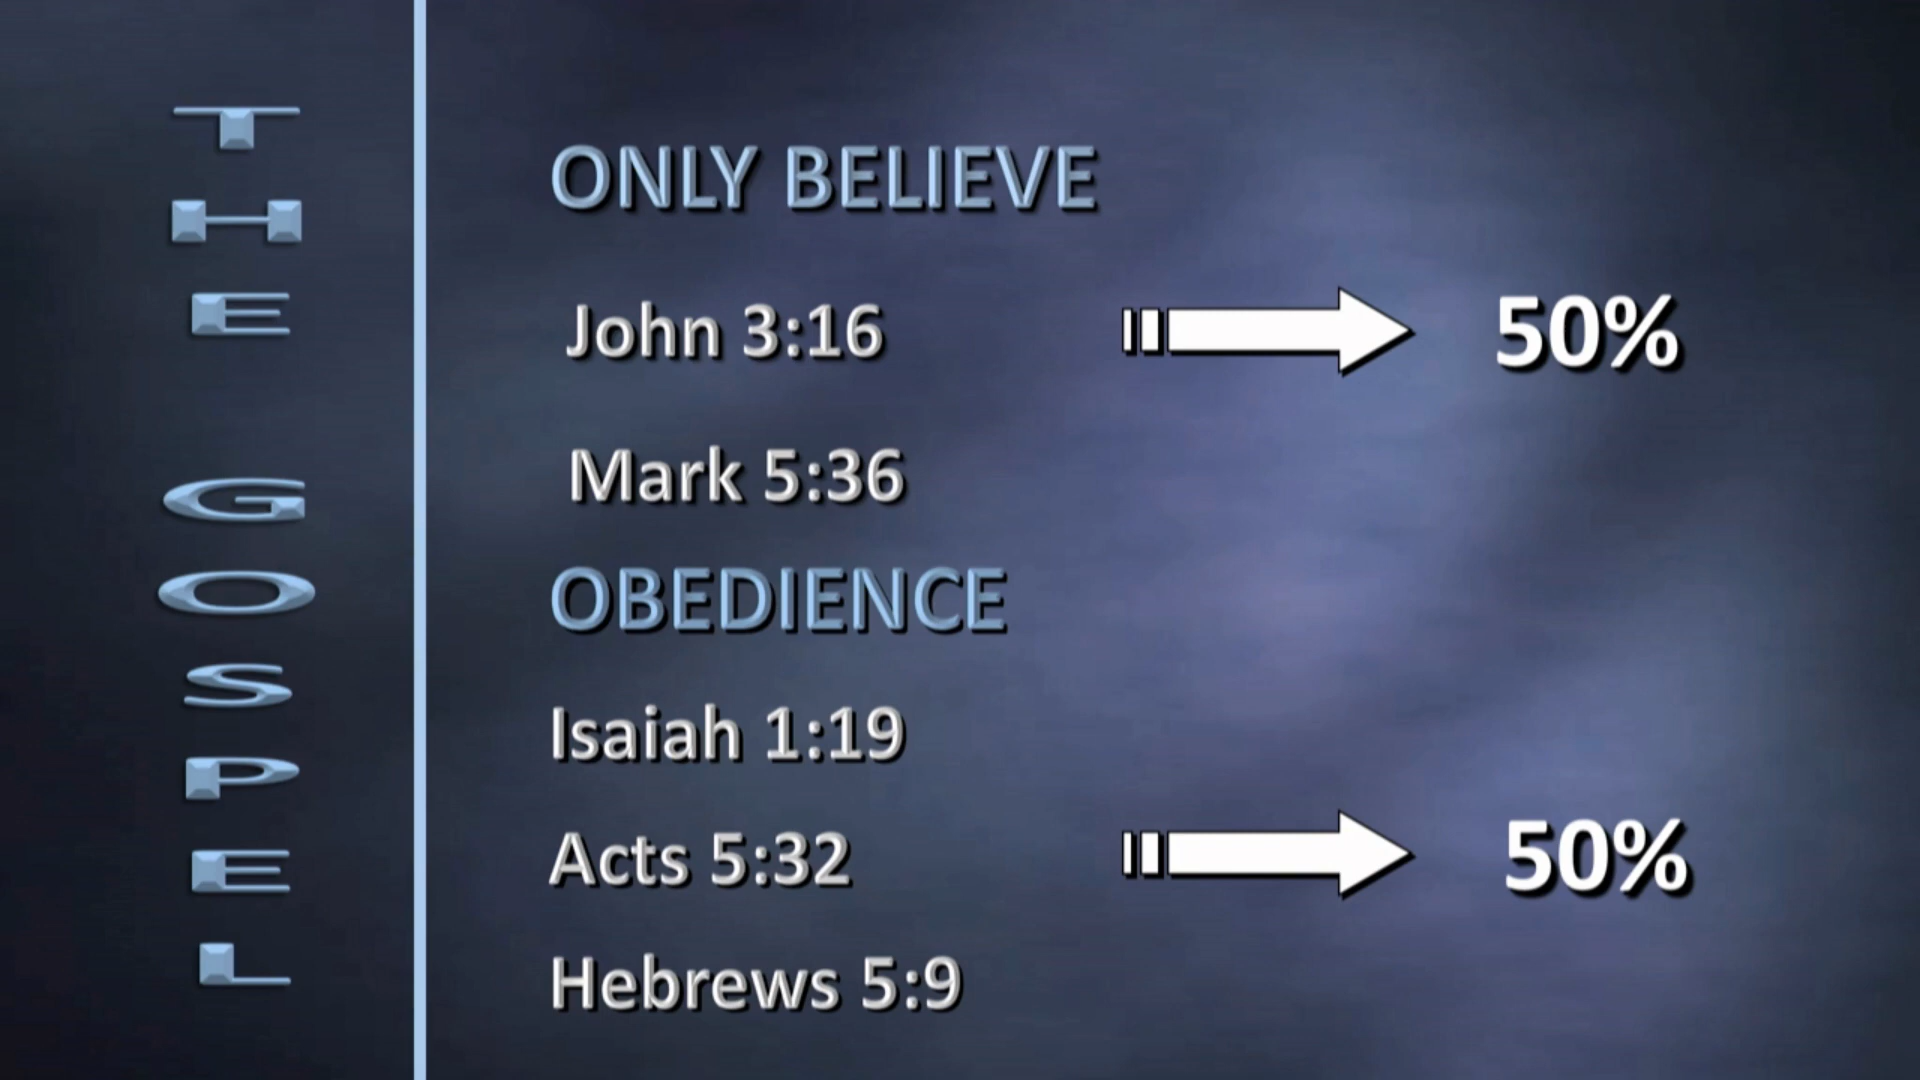 THE GOSPEL
ONLY BELIEVE
John 3:16
50%
Mark 5:36
OBEDIENCE
Isaiah 1:19
Acts 5:32
50%
Hebrews 5:9